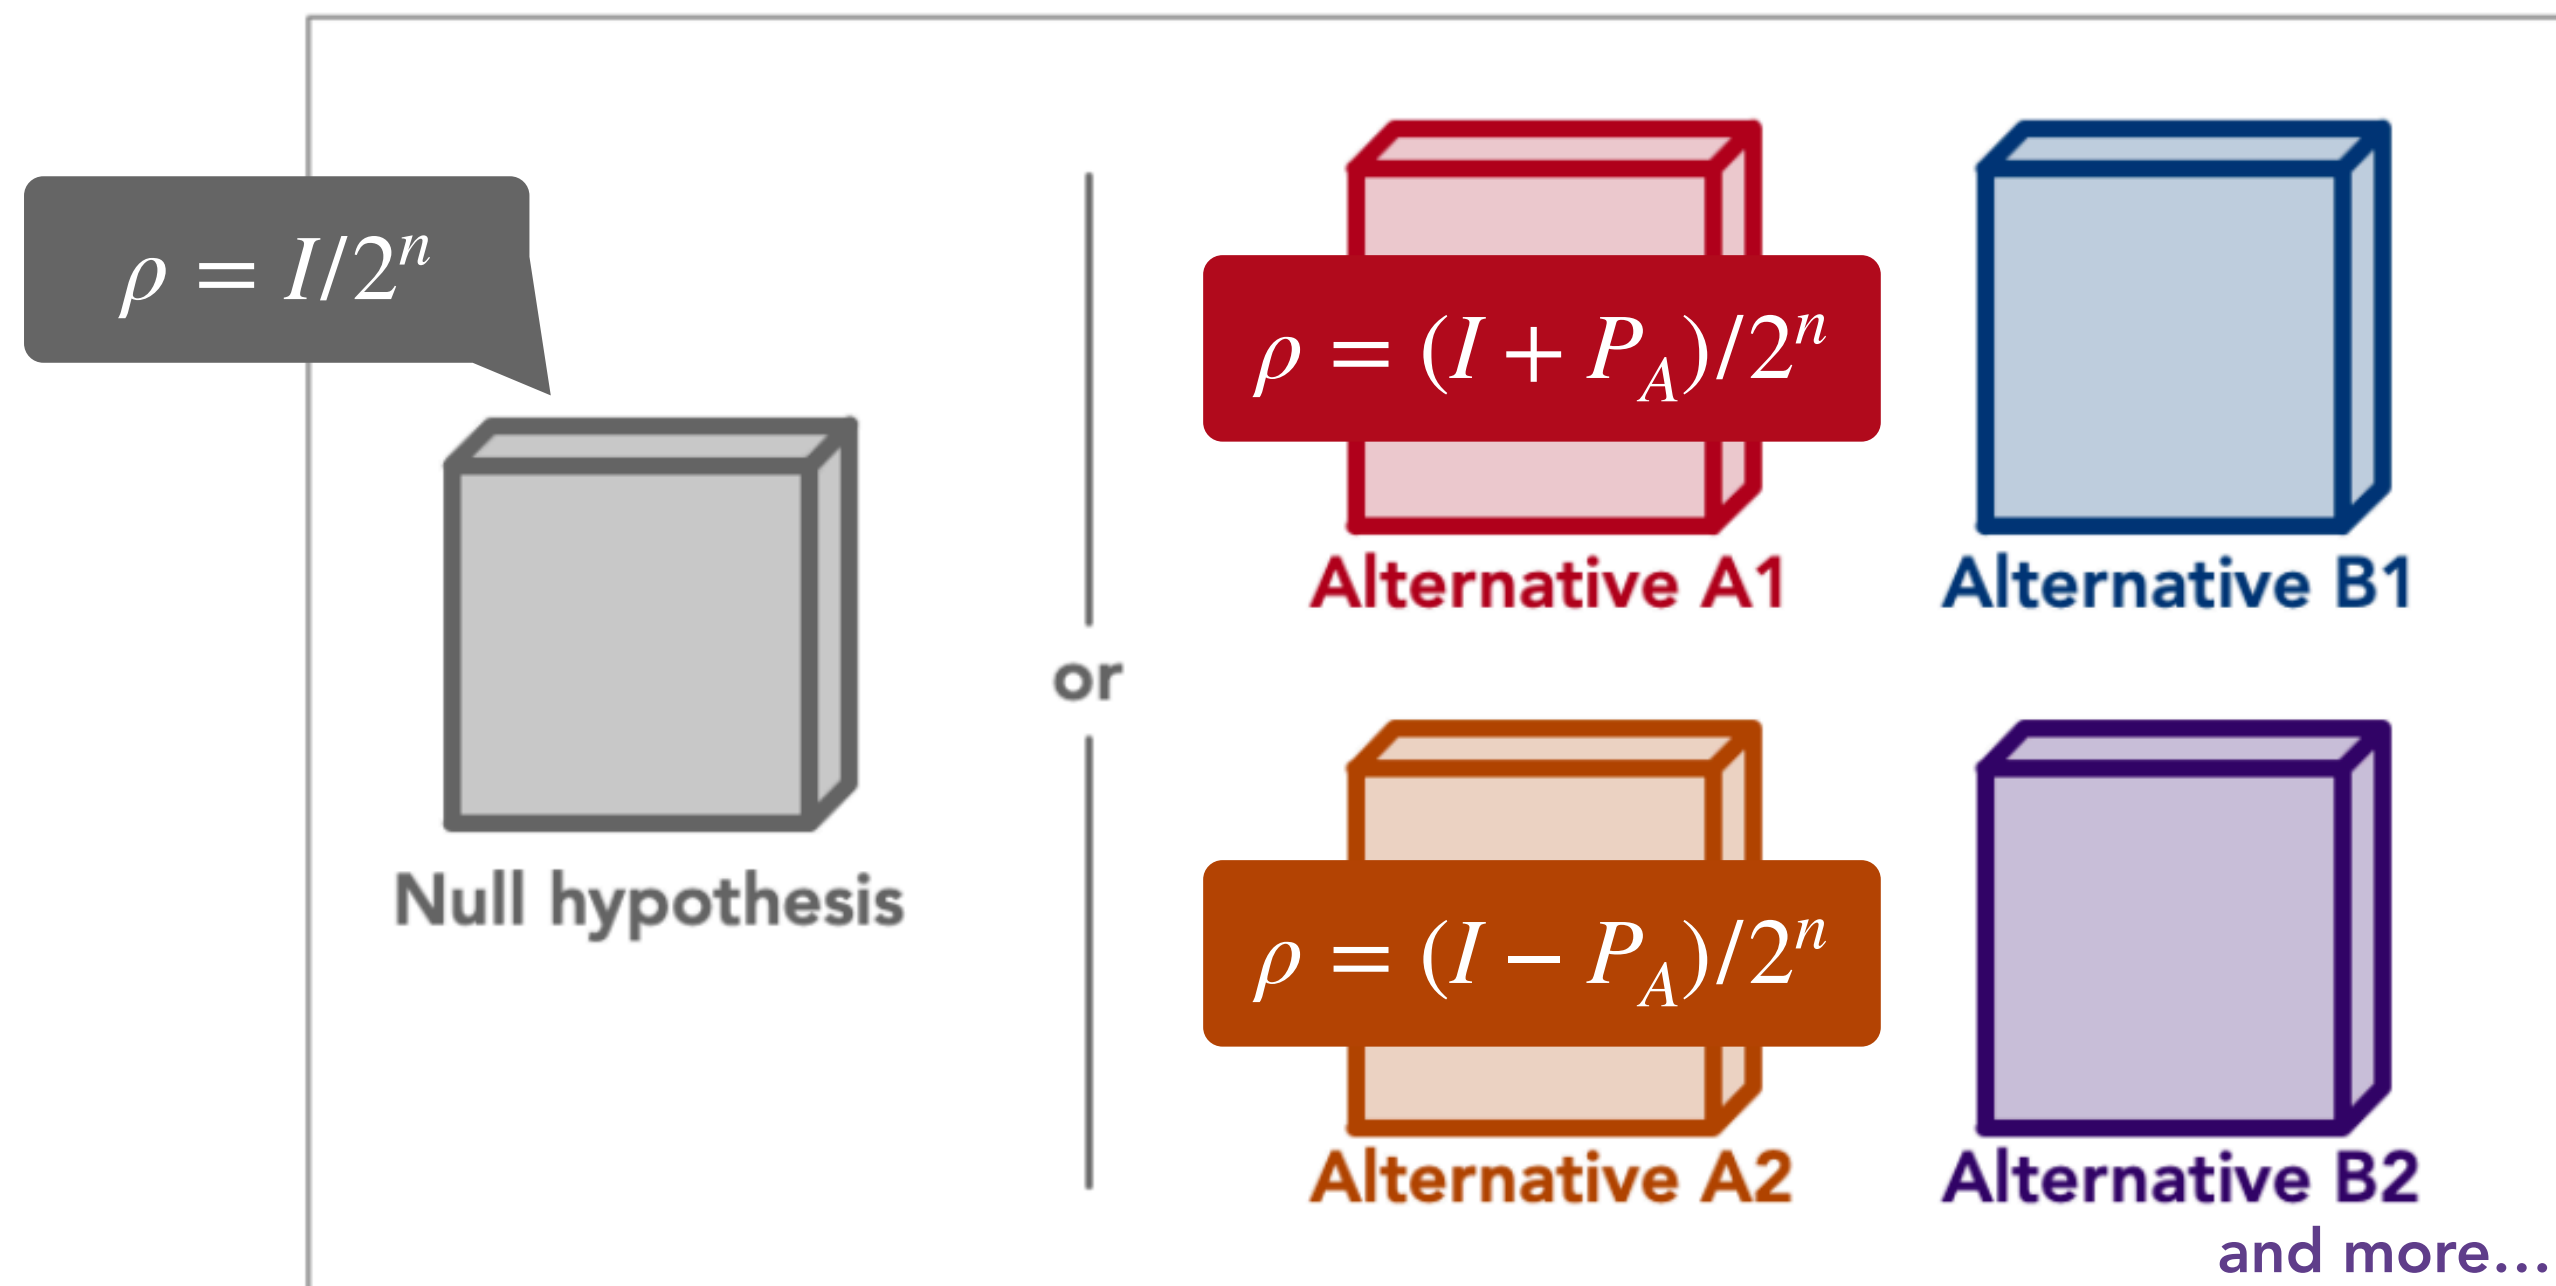 ρ = I/2ⁿ
Null hypothesis
or
ρ = (I + P_A)/2ⁿ
Alternative A1
Alternative B1
ρ = (I − P_A)/2ⁿ
Alternative A2
Alternative B2
and more...